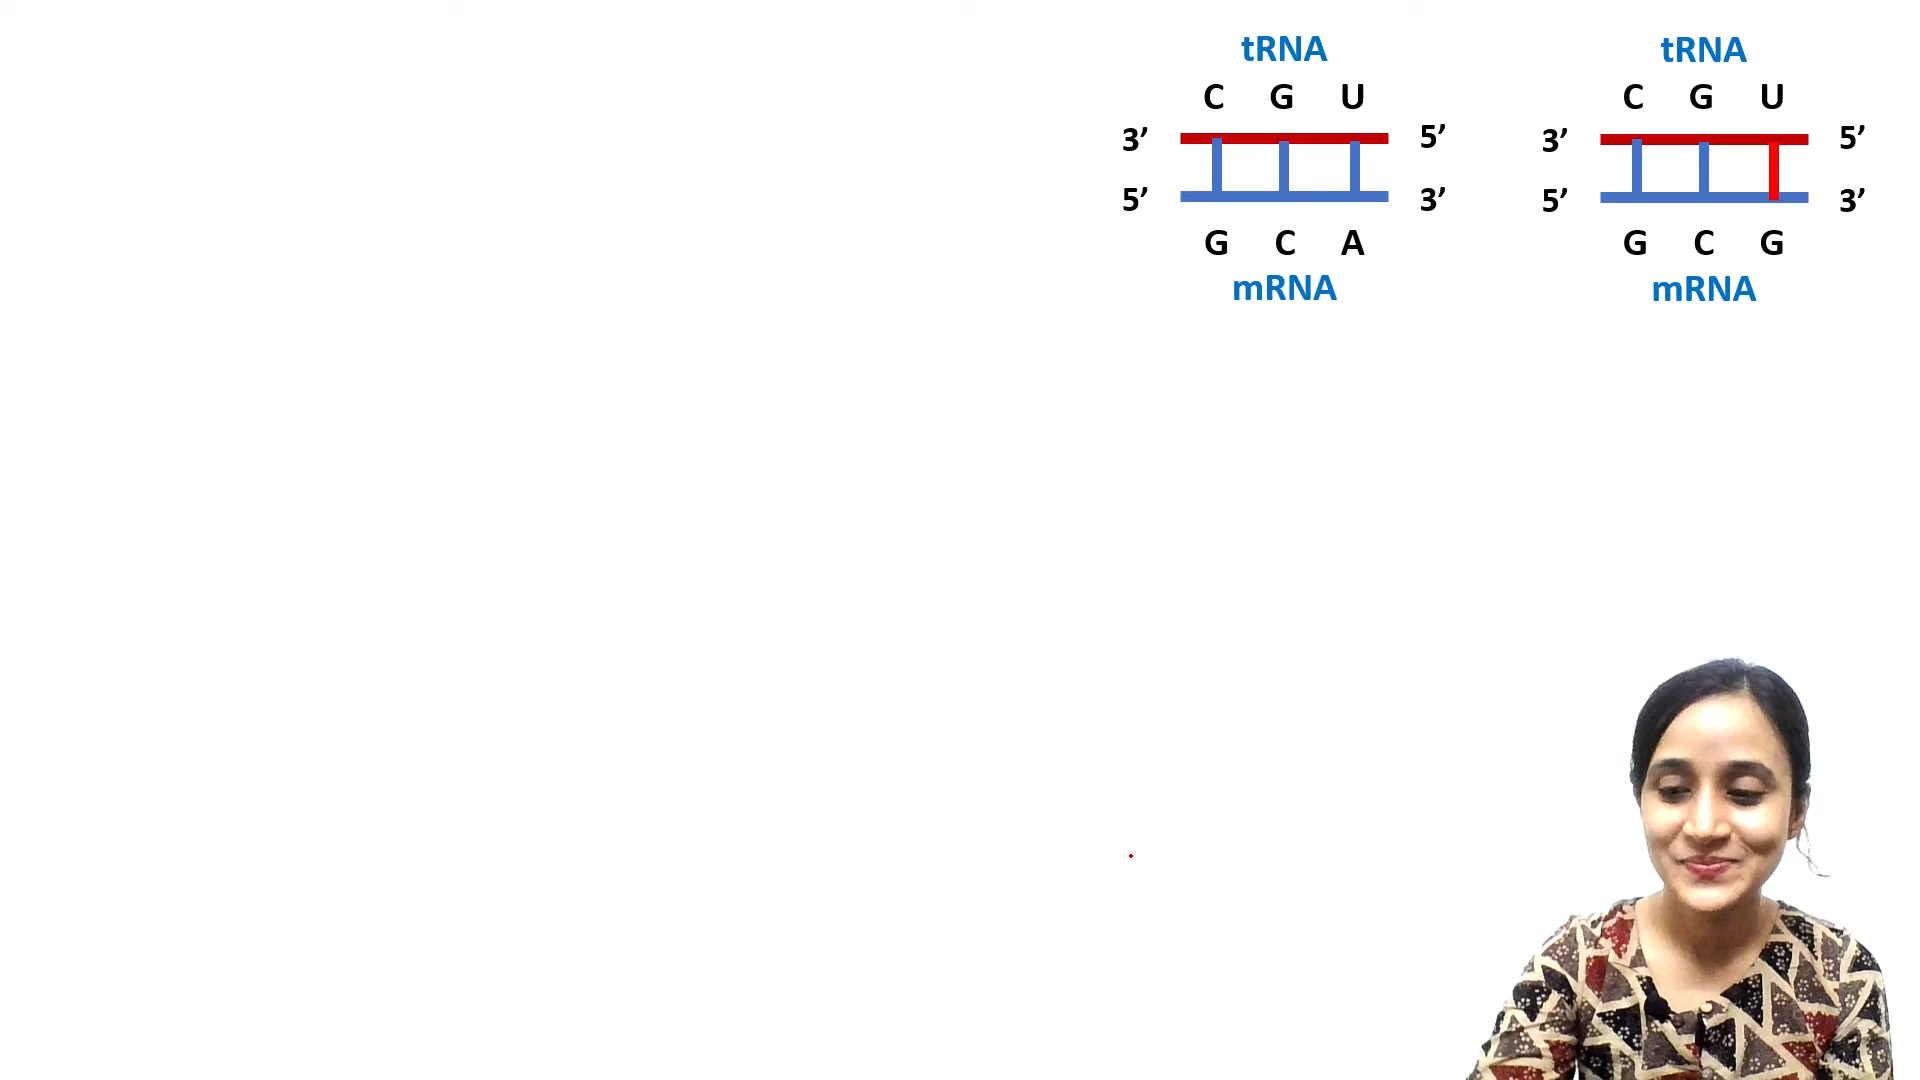 tRNA
C G U
3’ 5’
5’ 3’
G C A
mRNA
tRNA
C G U
3’ 5’
5’ 3’
G C G
mRNA